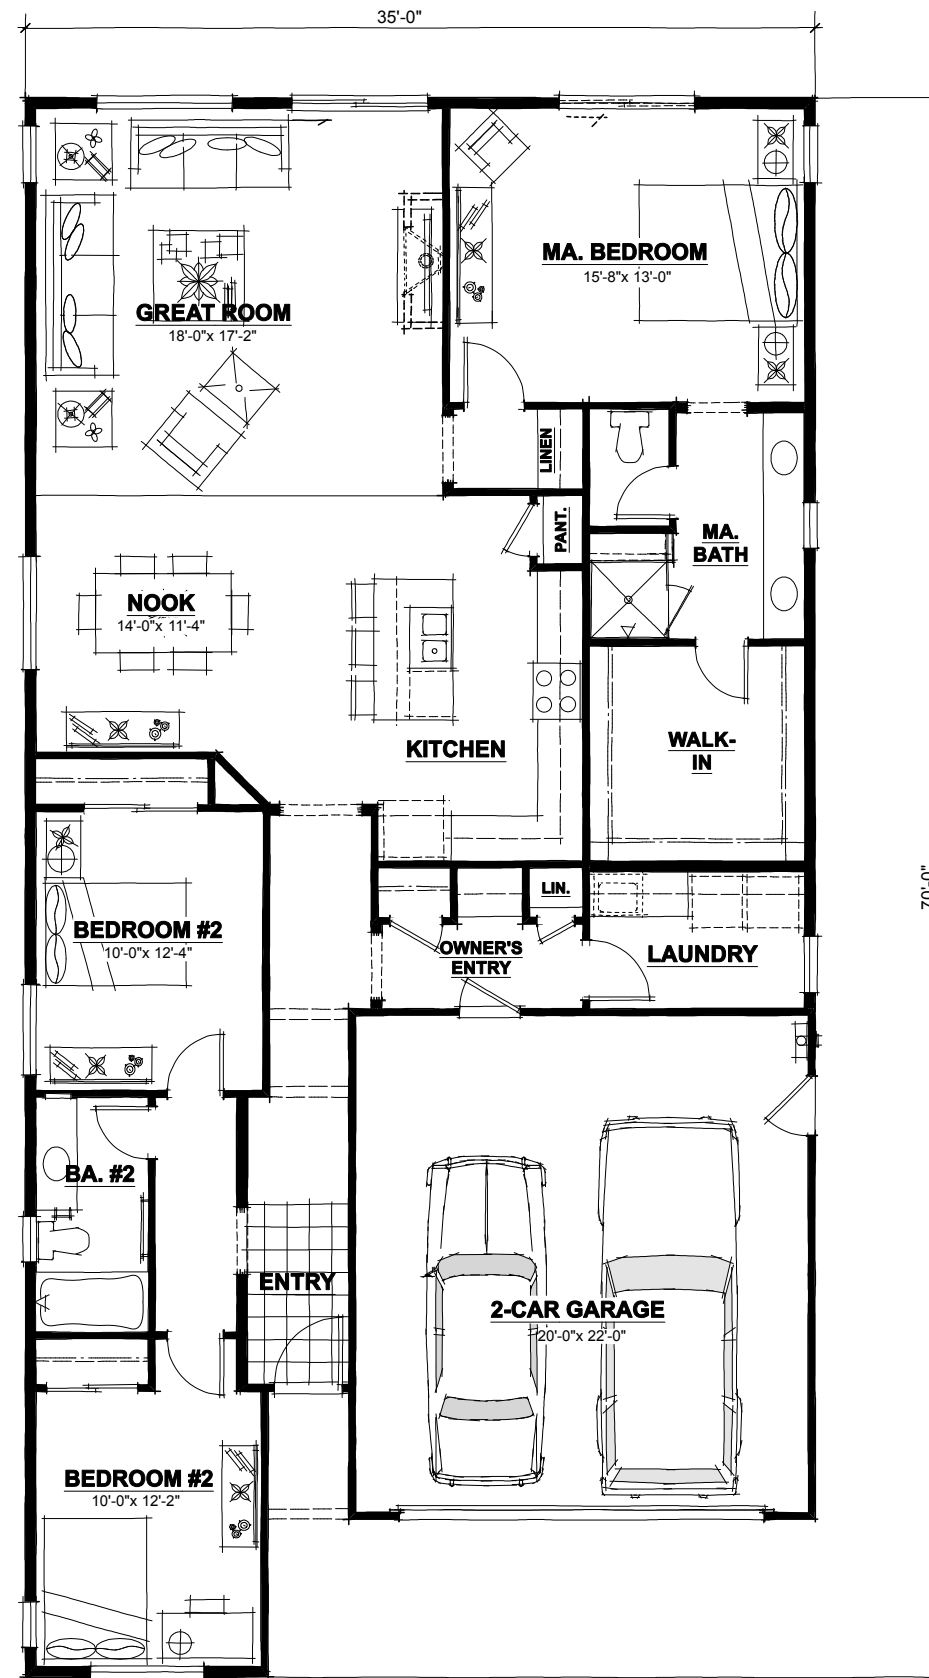 35'-0"
MA. BEDROOM
15'-8"x 13'-0"
GREAT ROOM
18'-0"x 17'-2"
LINEN
PANT.
MA.
BATH
NOOK
14'-0"x 11'-4"
KITCHEN
WALK-
IN
70'-0"
LIN.
BEDROOM #2
10'-0"x 12'-4"
OWNER'S
ENTRY
LAUNDRY
BA. #2
ENTRY
2-CAR GARAGE
20'-0"x 22'-0"
BEDROOM #2
10'-0"x 12'-2"